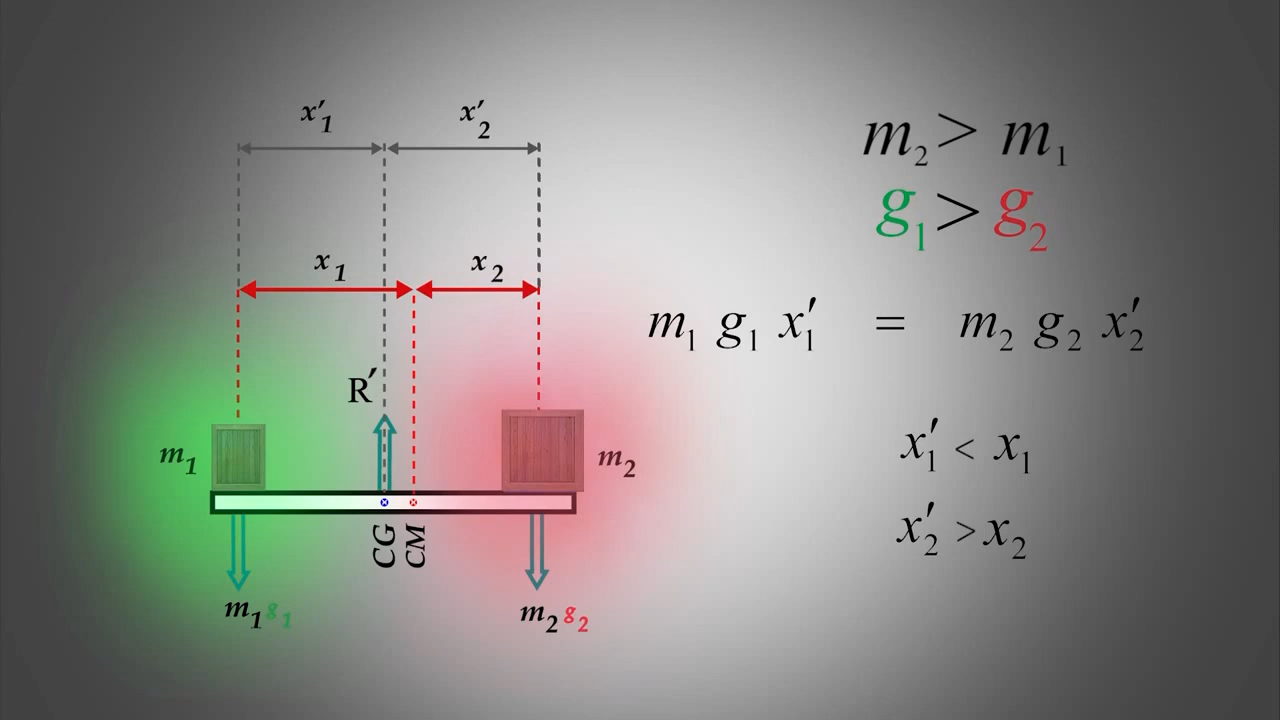 x′₁ x′₂
x₁ x₂
R′
m₁ m₂
CG CM
m₁g₁ m₂g₂
m₂ > m₁
g₁ > g₂
m₁ g₁ x′₁ = m₂ g₂ x′₂
x′₁ < x₁
x′₂ > x₂